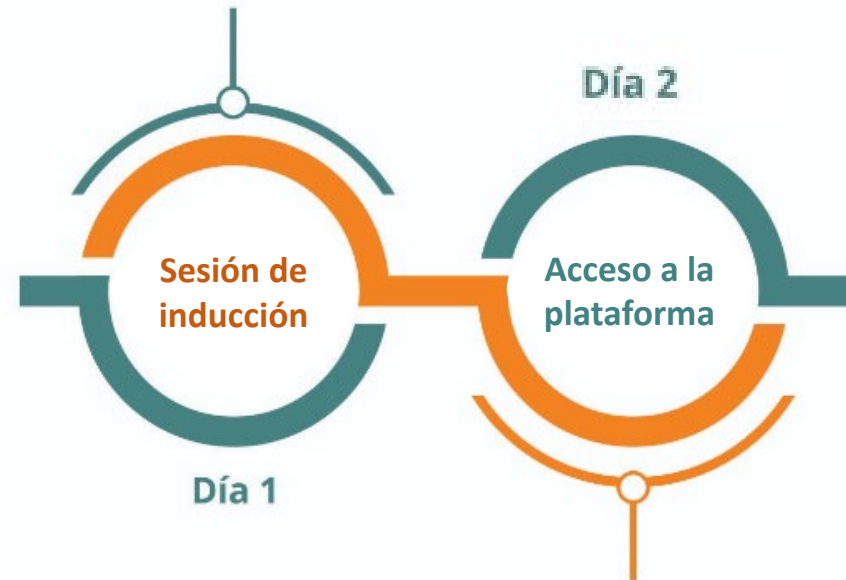 Sesión de
inducción
Día 1
Día 2
Acceso a la
plataforma